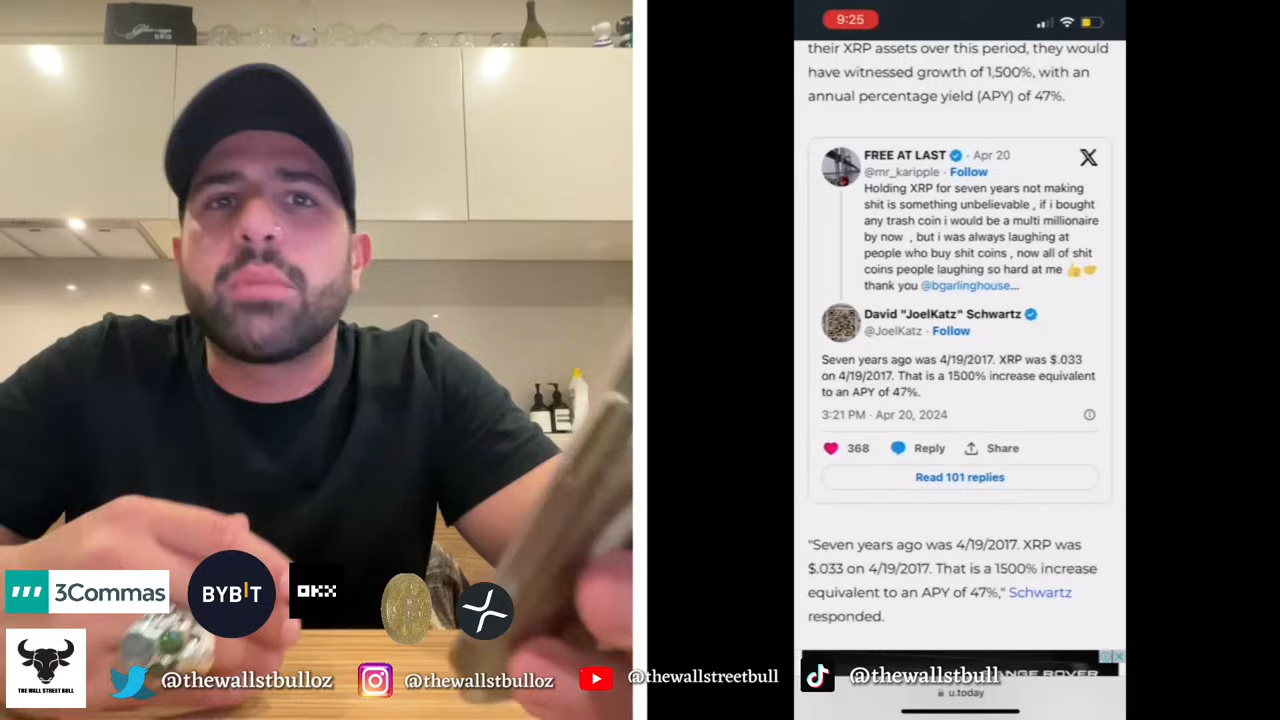 9:25
their XRP assets over this period, they would
have witnessed growth of 1,500%, with an
annual percentage yield (APY) of 47%.
FREE AT LAST · Apr 20
@mr_karipple · Follow
Holding XRP for seven years not making
shit is something unbelievable , if i bought
any trash coin i would be a multi millionaire
by now , but i was always laughing at
people who buy shit coins , now all of shit
coins people laughing so hard at me
thank you @bgarlinghouse...
David "JoelKatz" Schwartz
@JoelKatz · Follow
Seven years ago was 4/19/2017. XRP was $.033
on 4/19/2017. That is a 1500% increase equivalent
to an APY of 47%.
3:21 PM · Apr 20, 2024
368 Reply Share
Read 101 replies
"Seven years ago was 4/19/2017. XRP was
$.033 on 4/19/2017. That is a 1500% increase
equivalent to an APY of 47%," Schwartz
responded.
u.today
3Commas
BYBIT
OKX
THE WALL STREET BULL
@thewallstbulloz
@thewallstbulloz
@thewallstreetbull
@thewallstbull